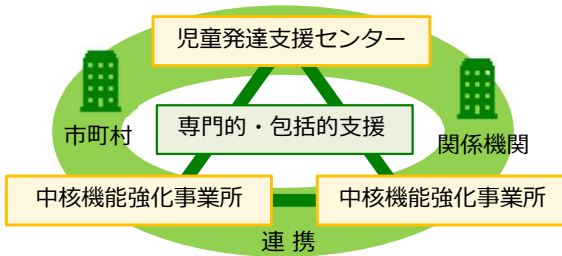 児童発達支援センター
専門的・包括的支援
市町村
関係機関
中核機能強化事業所
中核機能強化事業所
連 携